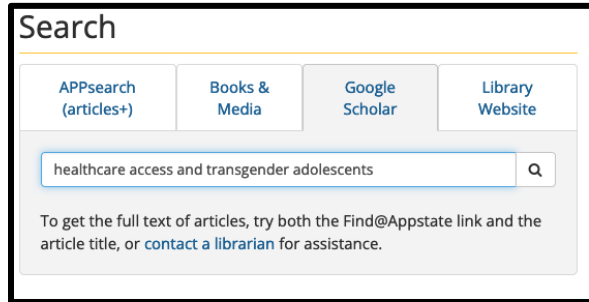 Search
APPsearch
(articles+)
Books &
Media
Google
Scholar
Library
Website
healthcare access and transgender adolescents
To get the full text of articles, try both the Find@Appstate link and the
article title, or contact a librarian for assistance.